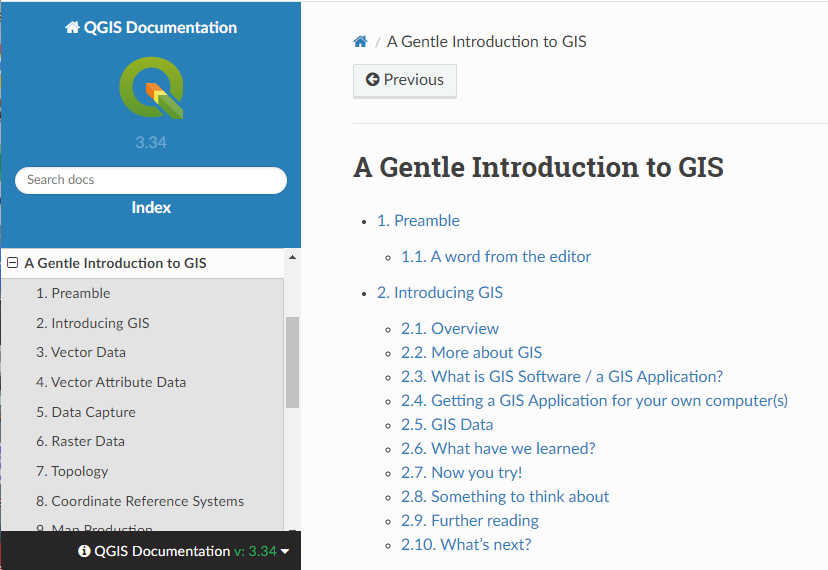 QGIS Documentation
3.34
Search docs
Index
A Gentle Introduction to GIS
1. Preamble
2. Introducing GIS
3. Vector Data
4. Vector Attribute Data
5. Data Capture
6. Raster Data
7. Topology
8. Coordinate Reference Systems
9. Map Production
QGIS Documentation v: 3.34
/ A Gentle Introduction to GIS
Previous
A Gentle Introduction to GIS
1. Preamble
1.1. A word from the editor
2. Introducing GIS
2.1. Overview
2.2. More about GIS
2.3. What is GIS Software / a GIS Application?
2.4. Getting a GIS Application for your own computer(s)
2.5. GIS Data
2.6. What have we learned?
2.7. Now you try!
2.8. Something to think about
2.9. Further reading
2.10. What's next?